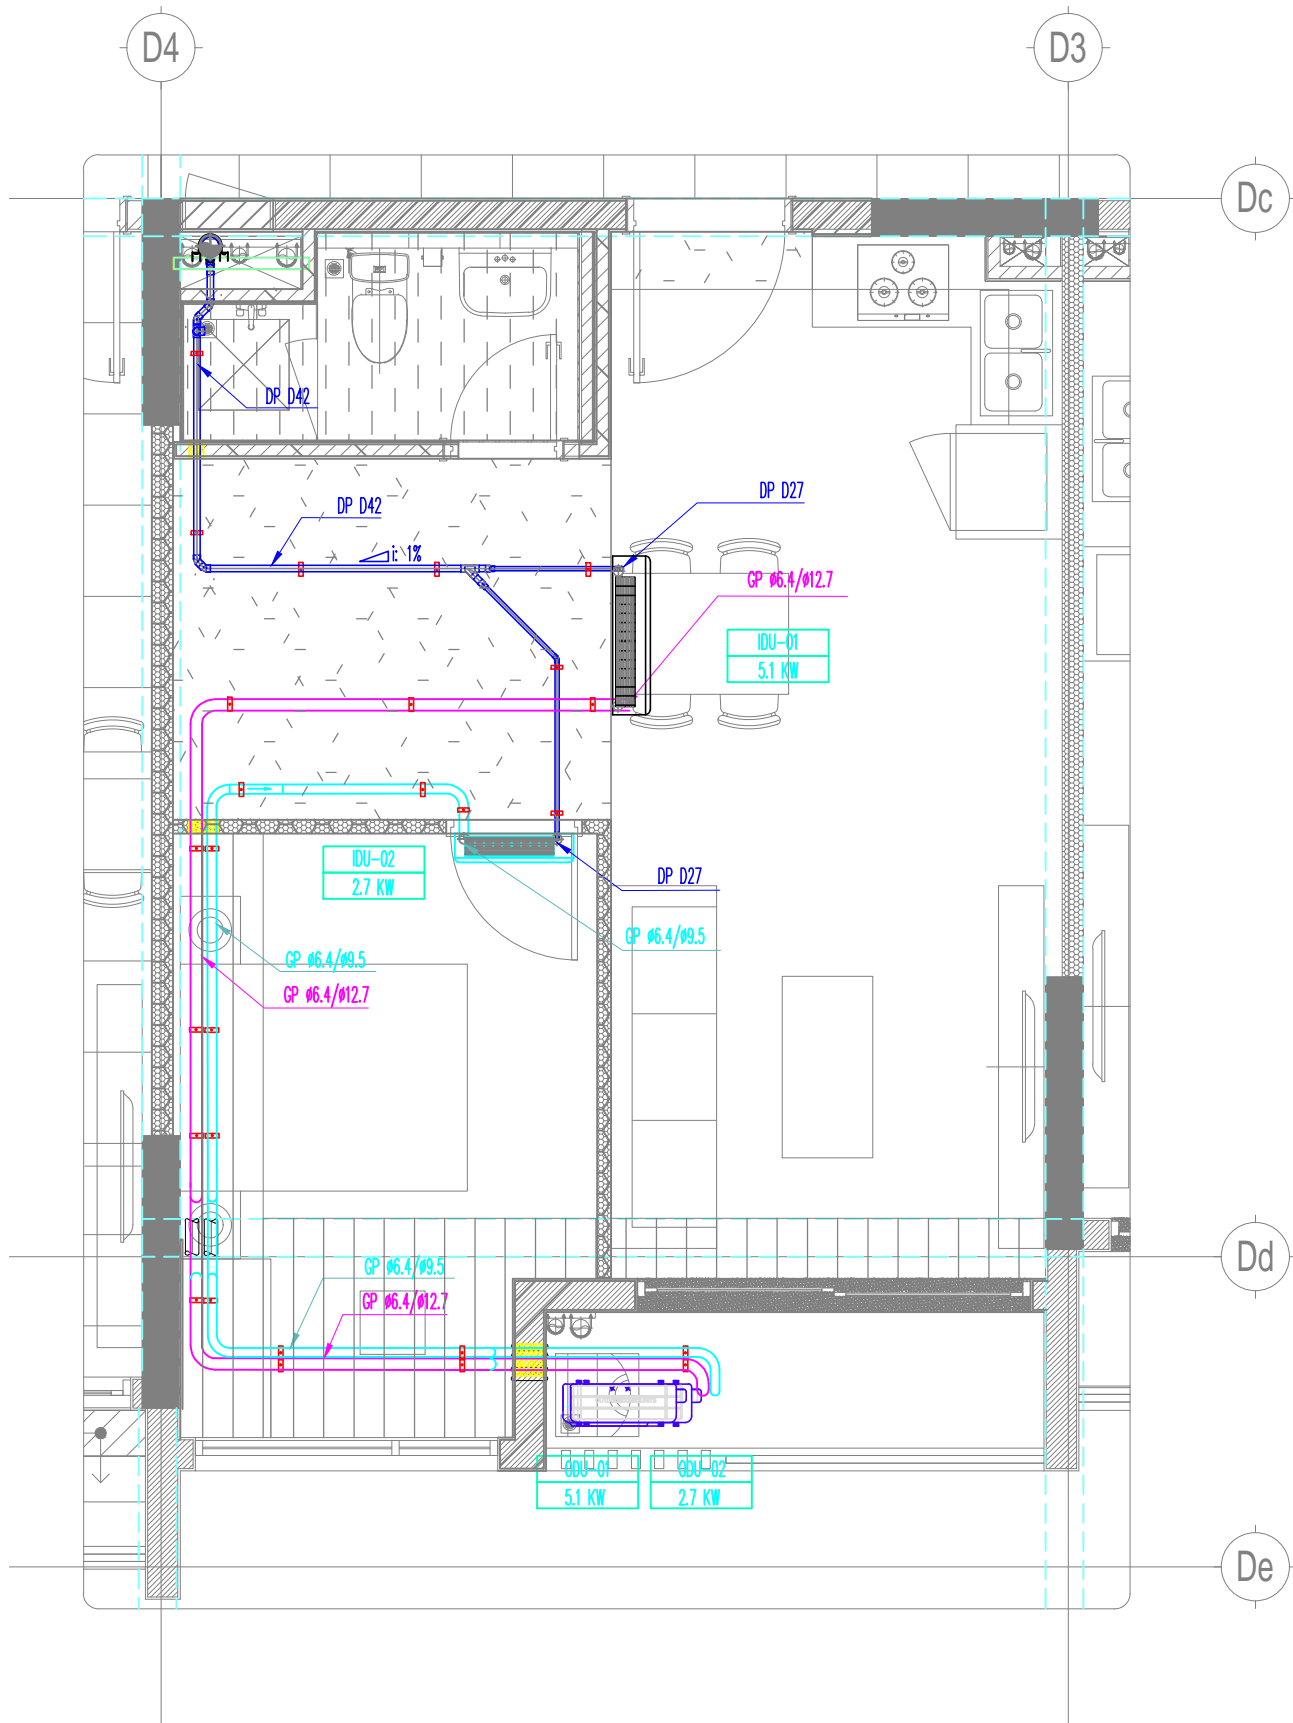 D4
D3
Dc
M M
DP D42
DP D42
DP D27
i: 1%
GP ø6.4/ø12.7
IDU-01
5.1 KW
IDU-02
2.7 KW
DP D27
GP ø6.4/ø9.5
GP ø6.4/ø9.5
GP ø6.4/ø12.7
Dd
GP ø6.4/ø9.5
GP ø6.4/ø12.7
ODU-01
5.1 KW
ODU-02
2.7 KW
De